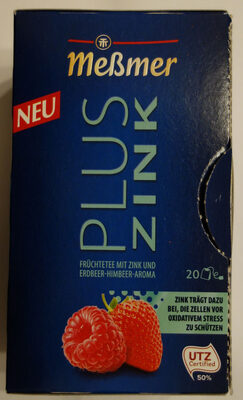 Meßmer
NEU
PLUS
ZINK
FRÜCHTETEE MIT ZINK UND
ERDBEER-HIMBEER-AROMA
20
ZINK TRÄGT DAZU
BEI, DIE ZELLEN VOR
OXIDATIVEM STRESS
ZU SCHÜTZEN
UTZ
Certified
50%